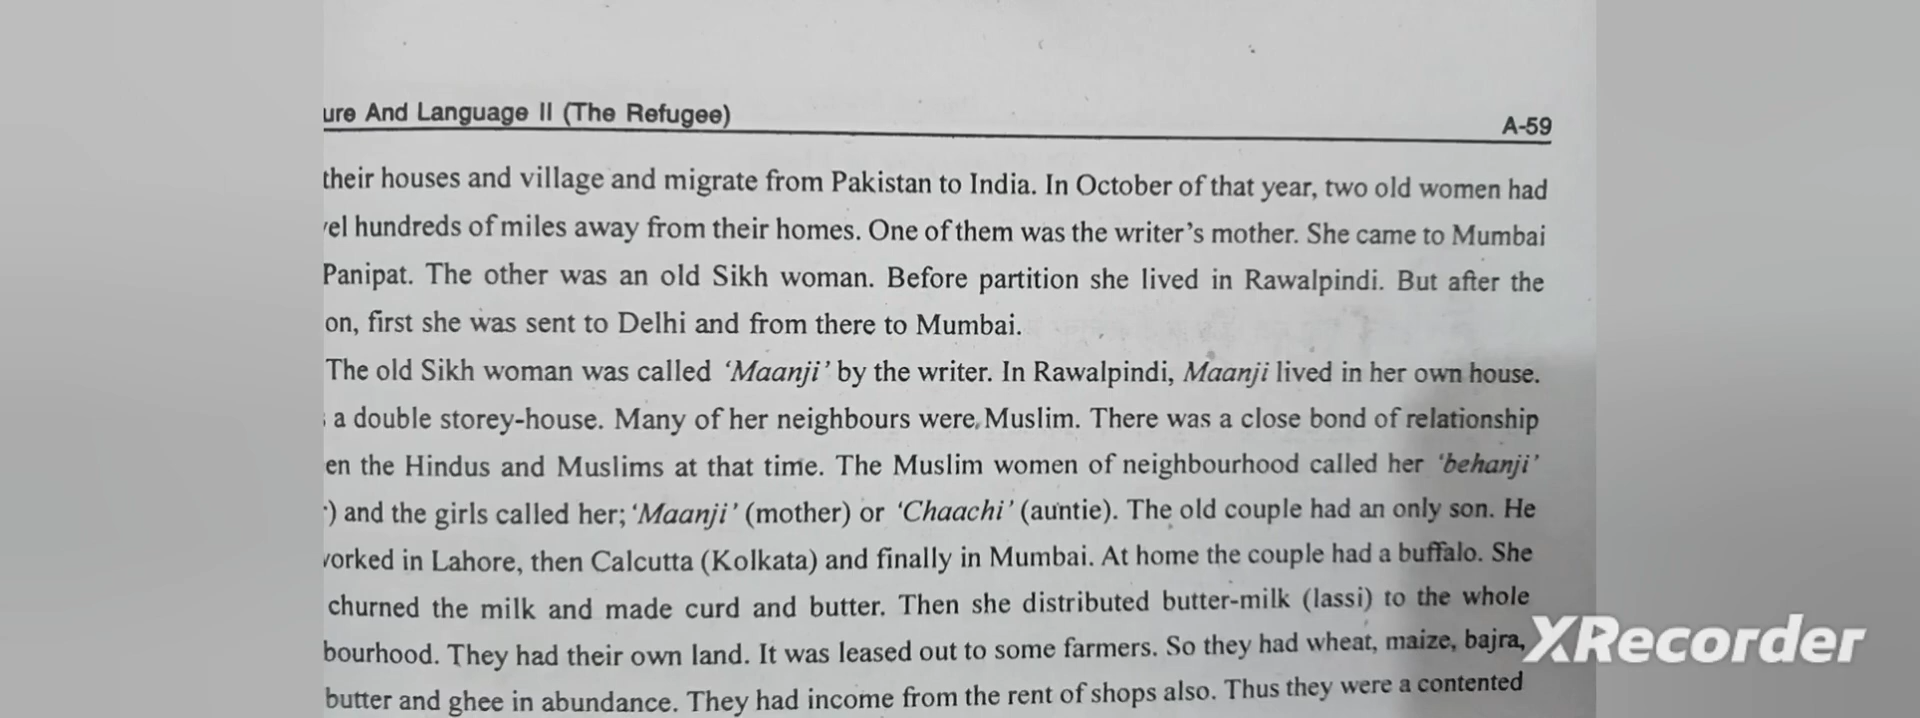 ure And Language II (The Refugee)
A-59
their houses and village and migrate from Pakistan to India. In October of that year, two old women had
el hundreds of miles away from their homes. One of them was the writer's mother. She came to Mumbai
Panipat. The other was an old Sikh woman. Before partition she lived in Rawalpindi. But after the
on, first she was sent to Delhi and from there to Mumbai.
The old Sikh woman was called 'Maanji' by the writer. In Rawalpindi, Maanji lived in her own house.
a double storey-house. Many of her neighbours were Muslim. There was a close bond of relationship
en the Hindus and Muslims at that time. The Muslim women of neighbourhood called her 'behanji'
) and the girls called her; 'Maanji' (mother) or 'Chaachi' (auntie). The old couple had an only son. He
orked in Lahore, then Calcutta (Kolkata) and finally in Mumbai. At home the couple had a buffalo. She
churned the milk and made curd and butter. Then she distributed butter-milk (lassi) to the whole
bourhood. They had their own land. It was leased out to some farmers. So they had wheat, maize, bajra,
butter and ghee in abundance. They had income from the rent of shops also. Thus they were a contented
XRecorder